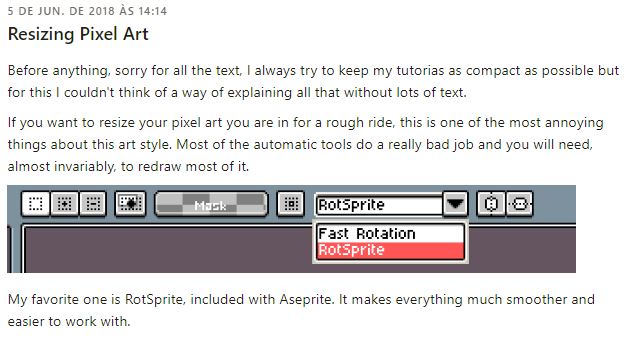 5 DE JUN. DE 2018 ÀS 14:14
Resizing Pixel Art
Before anything, sorry for all the text, I always try to keep my tutorias as compact as possible but
for this I couldn't think of a way of explaining all that without lots of text.
If you want to resize your pixel art you are in for a rough ride, this is one of the most annoying
things about this art style. Most of the automatic tools do a really bad job and you will need,
almost invariably, to redraw most of it.
Mask RotSprite
Fast Rotation
RotSprite
My favorite one is RotSprite, included with Aseprite. It makes everything much smoother and
easier to work with.